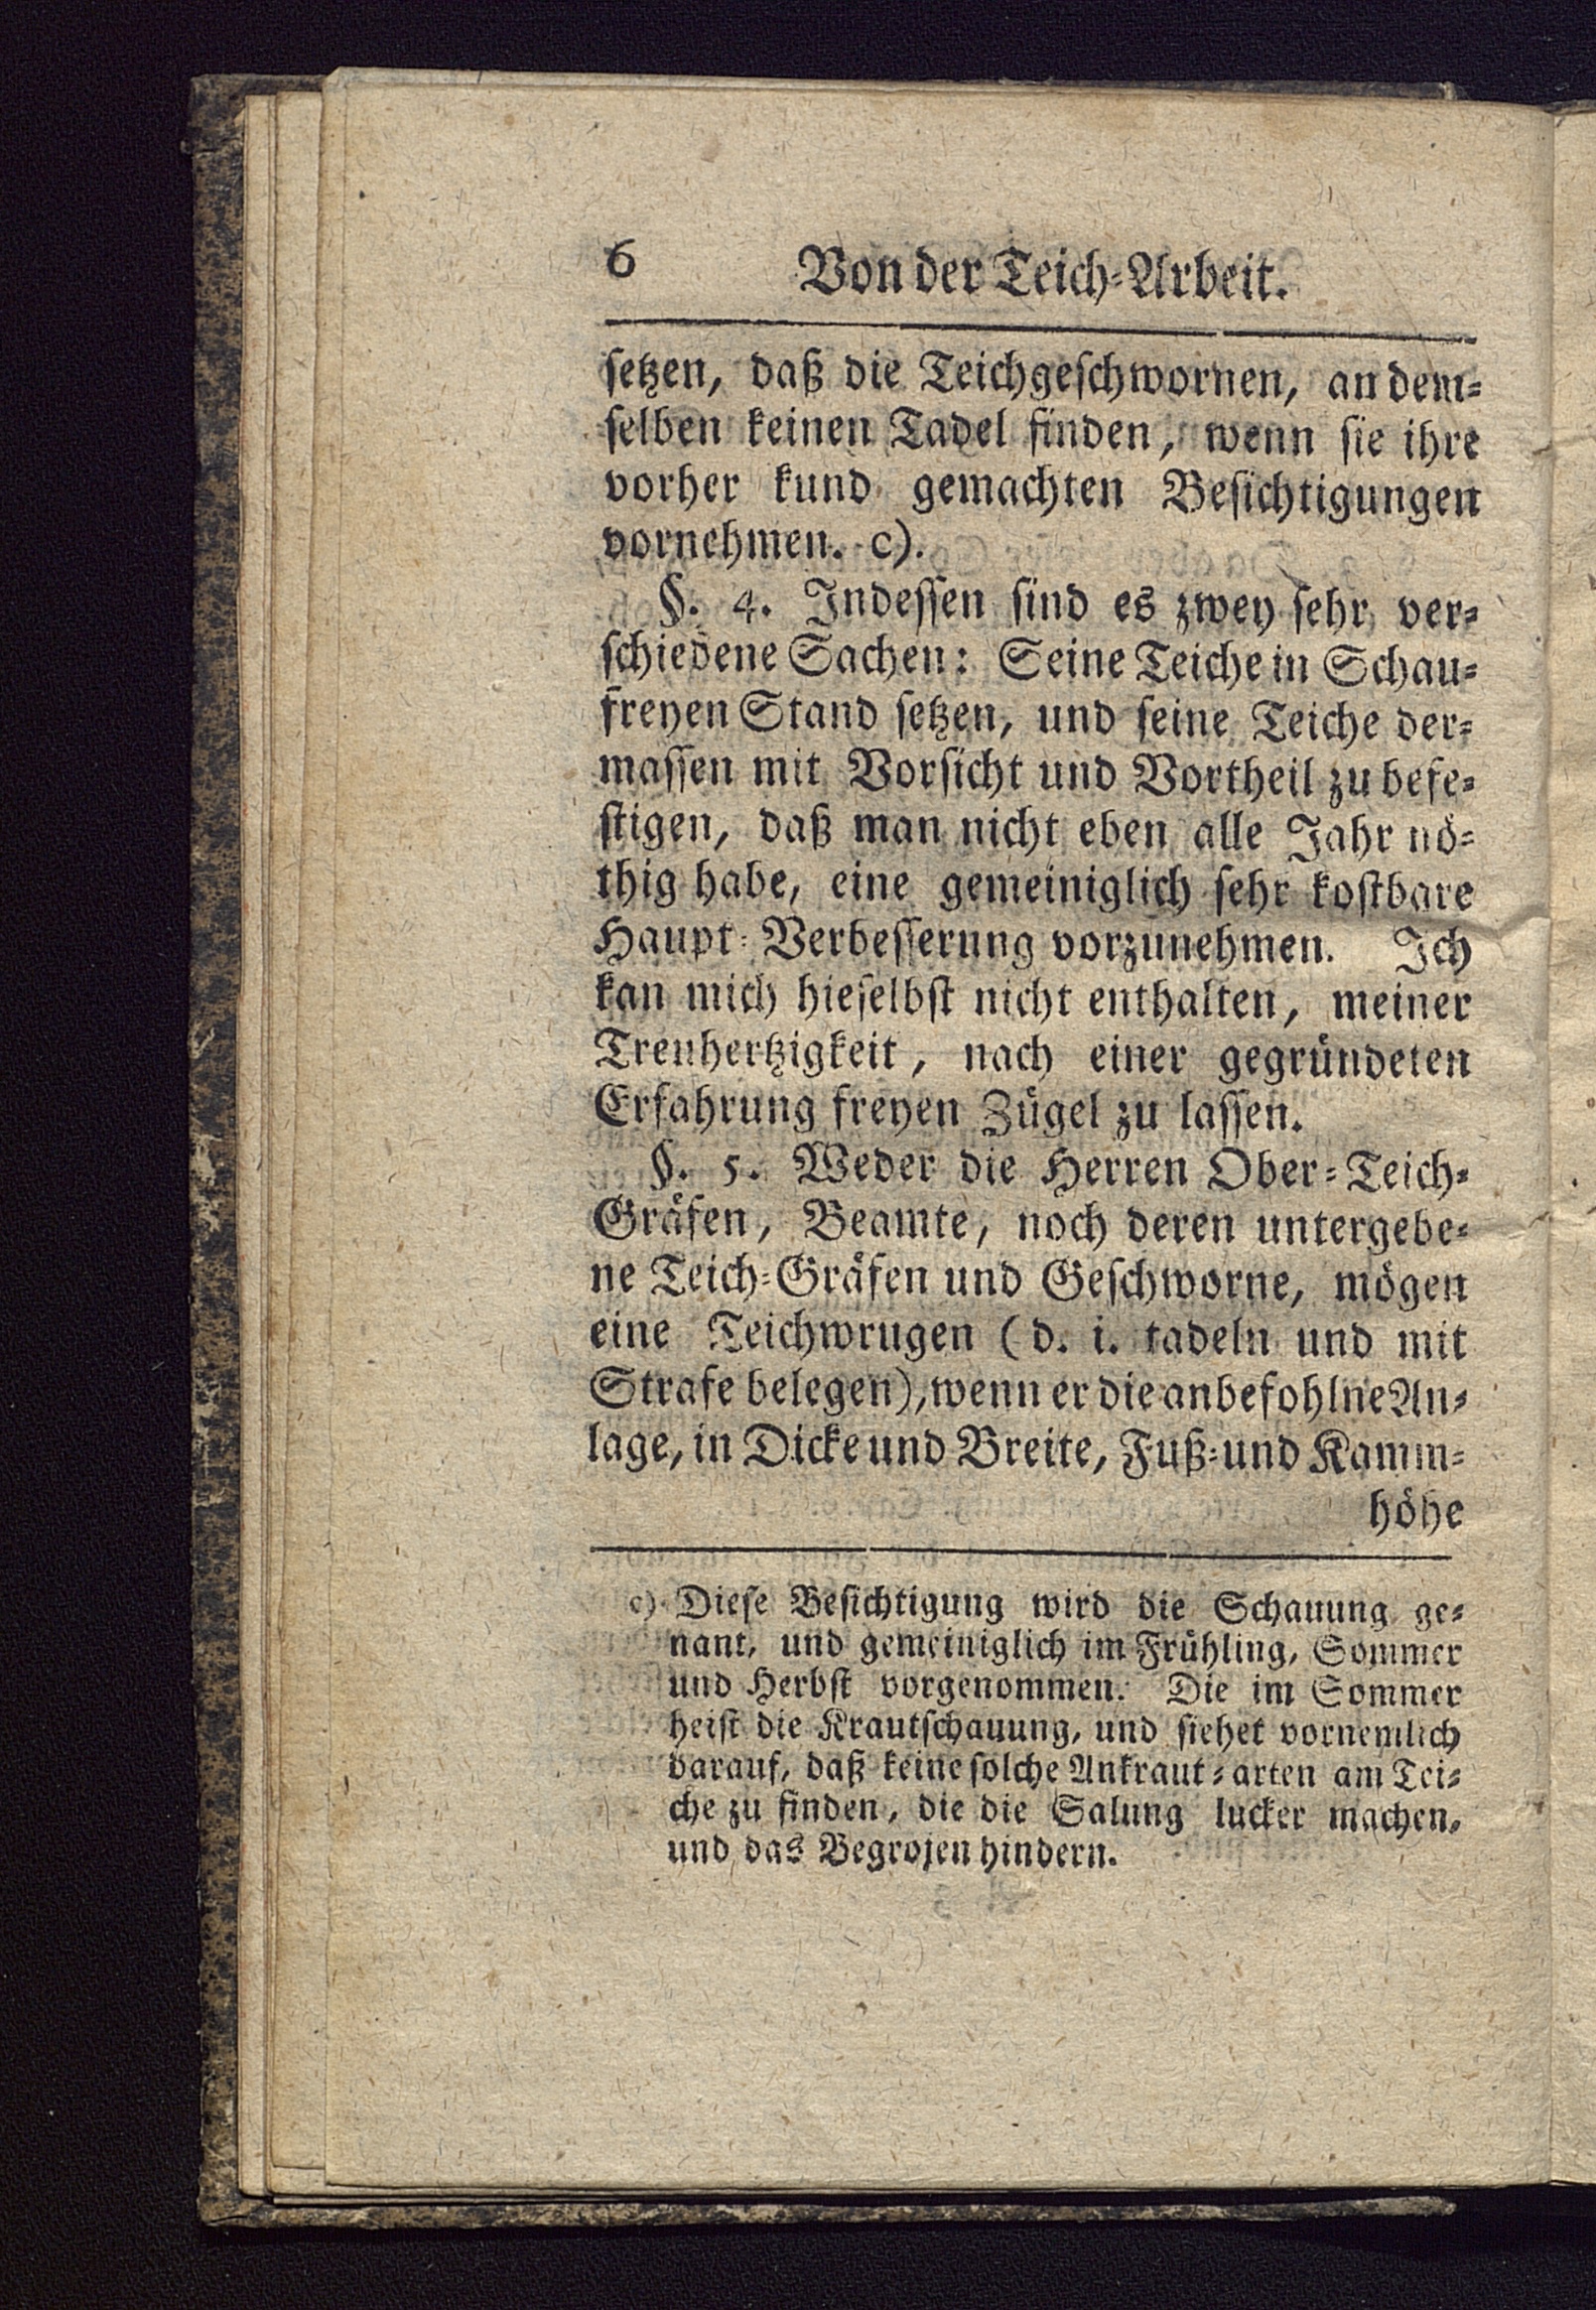 6 Von der Teich-Arbeit.
setzen, daß die Teichgeschwornen, an dem-
selben keinen Tadel finden, wenn sie ihre
vorher kund gemachten Besichtigungen
vornehmen. c).
§. 4. Indessen sind es zwey sehr ver-
schiedene Sachen: Seine Teiche in Schau-
freyen Stand setzen, und seine Teiche der-
massen mit Vorsicht und Vortheil zu befe-
stigen, daß man nicht eben alle Jahr nö-
thig habe, eine gemeiniglich sehr kostbare
Haupt-Verbesserung vorzunehmen. Ich
kan mich hieselbst nicht enthalten, meiner
Treuhertzigkeit, nach einer gegründeten
Erfahrung freyen Zügel zu lassen.
§. 5. Weder die Herren Ober-Teich-
Gräfen, Beamte, noch deren untergebe-
ne Teich-Gräfen und Geschworne, mögen
eine Teichwrugen (d. i. tadeln und mit
Strafe belegen), wenn er die anbefohlne An-
lage, in Dicke und Breite, Fuß-und Kamm-
höhe
c) Diese Besichtigung wird die Schauung ge-
nant, und gemeiniglich im Frühling, Sommer
und Herbst vorgenommen. Die im Sommer
heist die Krautschauung, und siehet vornemlich
darauf, daß keine solche Ankraut-arten am Tei-
che zu finden, die die Salung lucker machen,
und das Begrojen hindern.